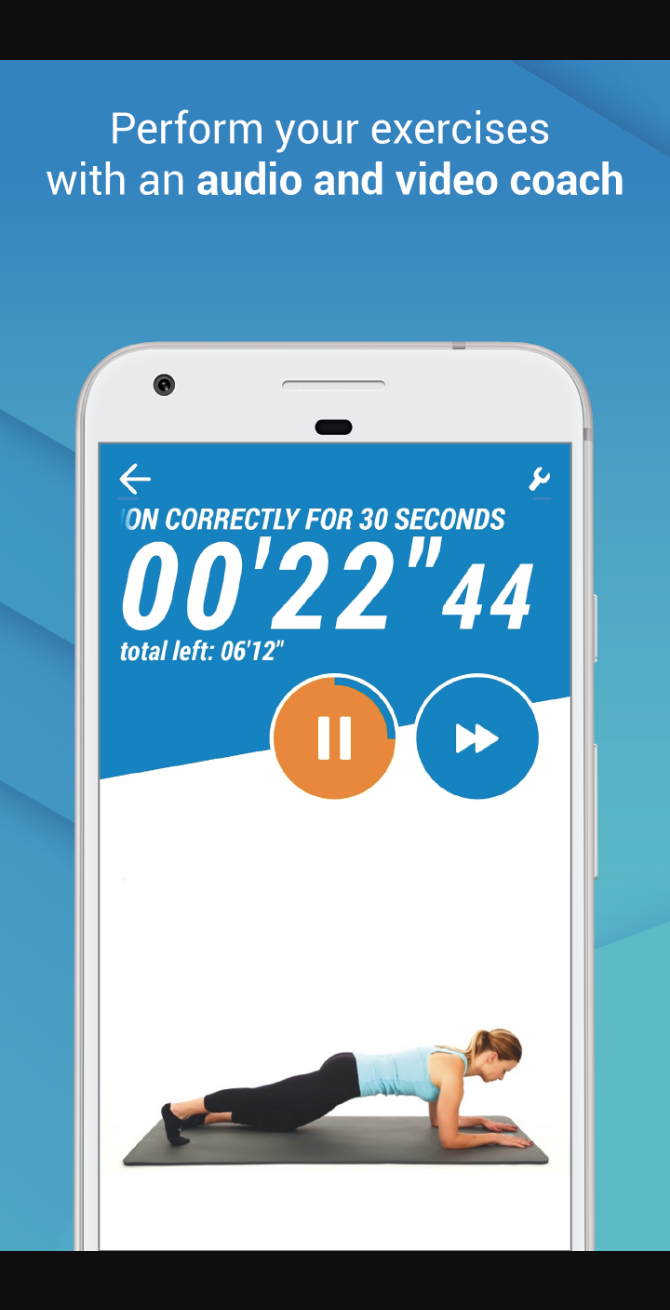 Perform your exercises
with an audio and video coach
ON CORRECTLY FOR 30 SECONDS
00'22"44
total left: 06'12"